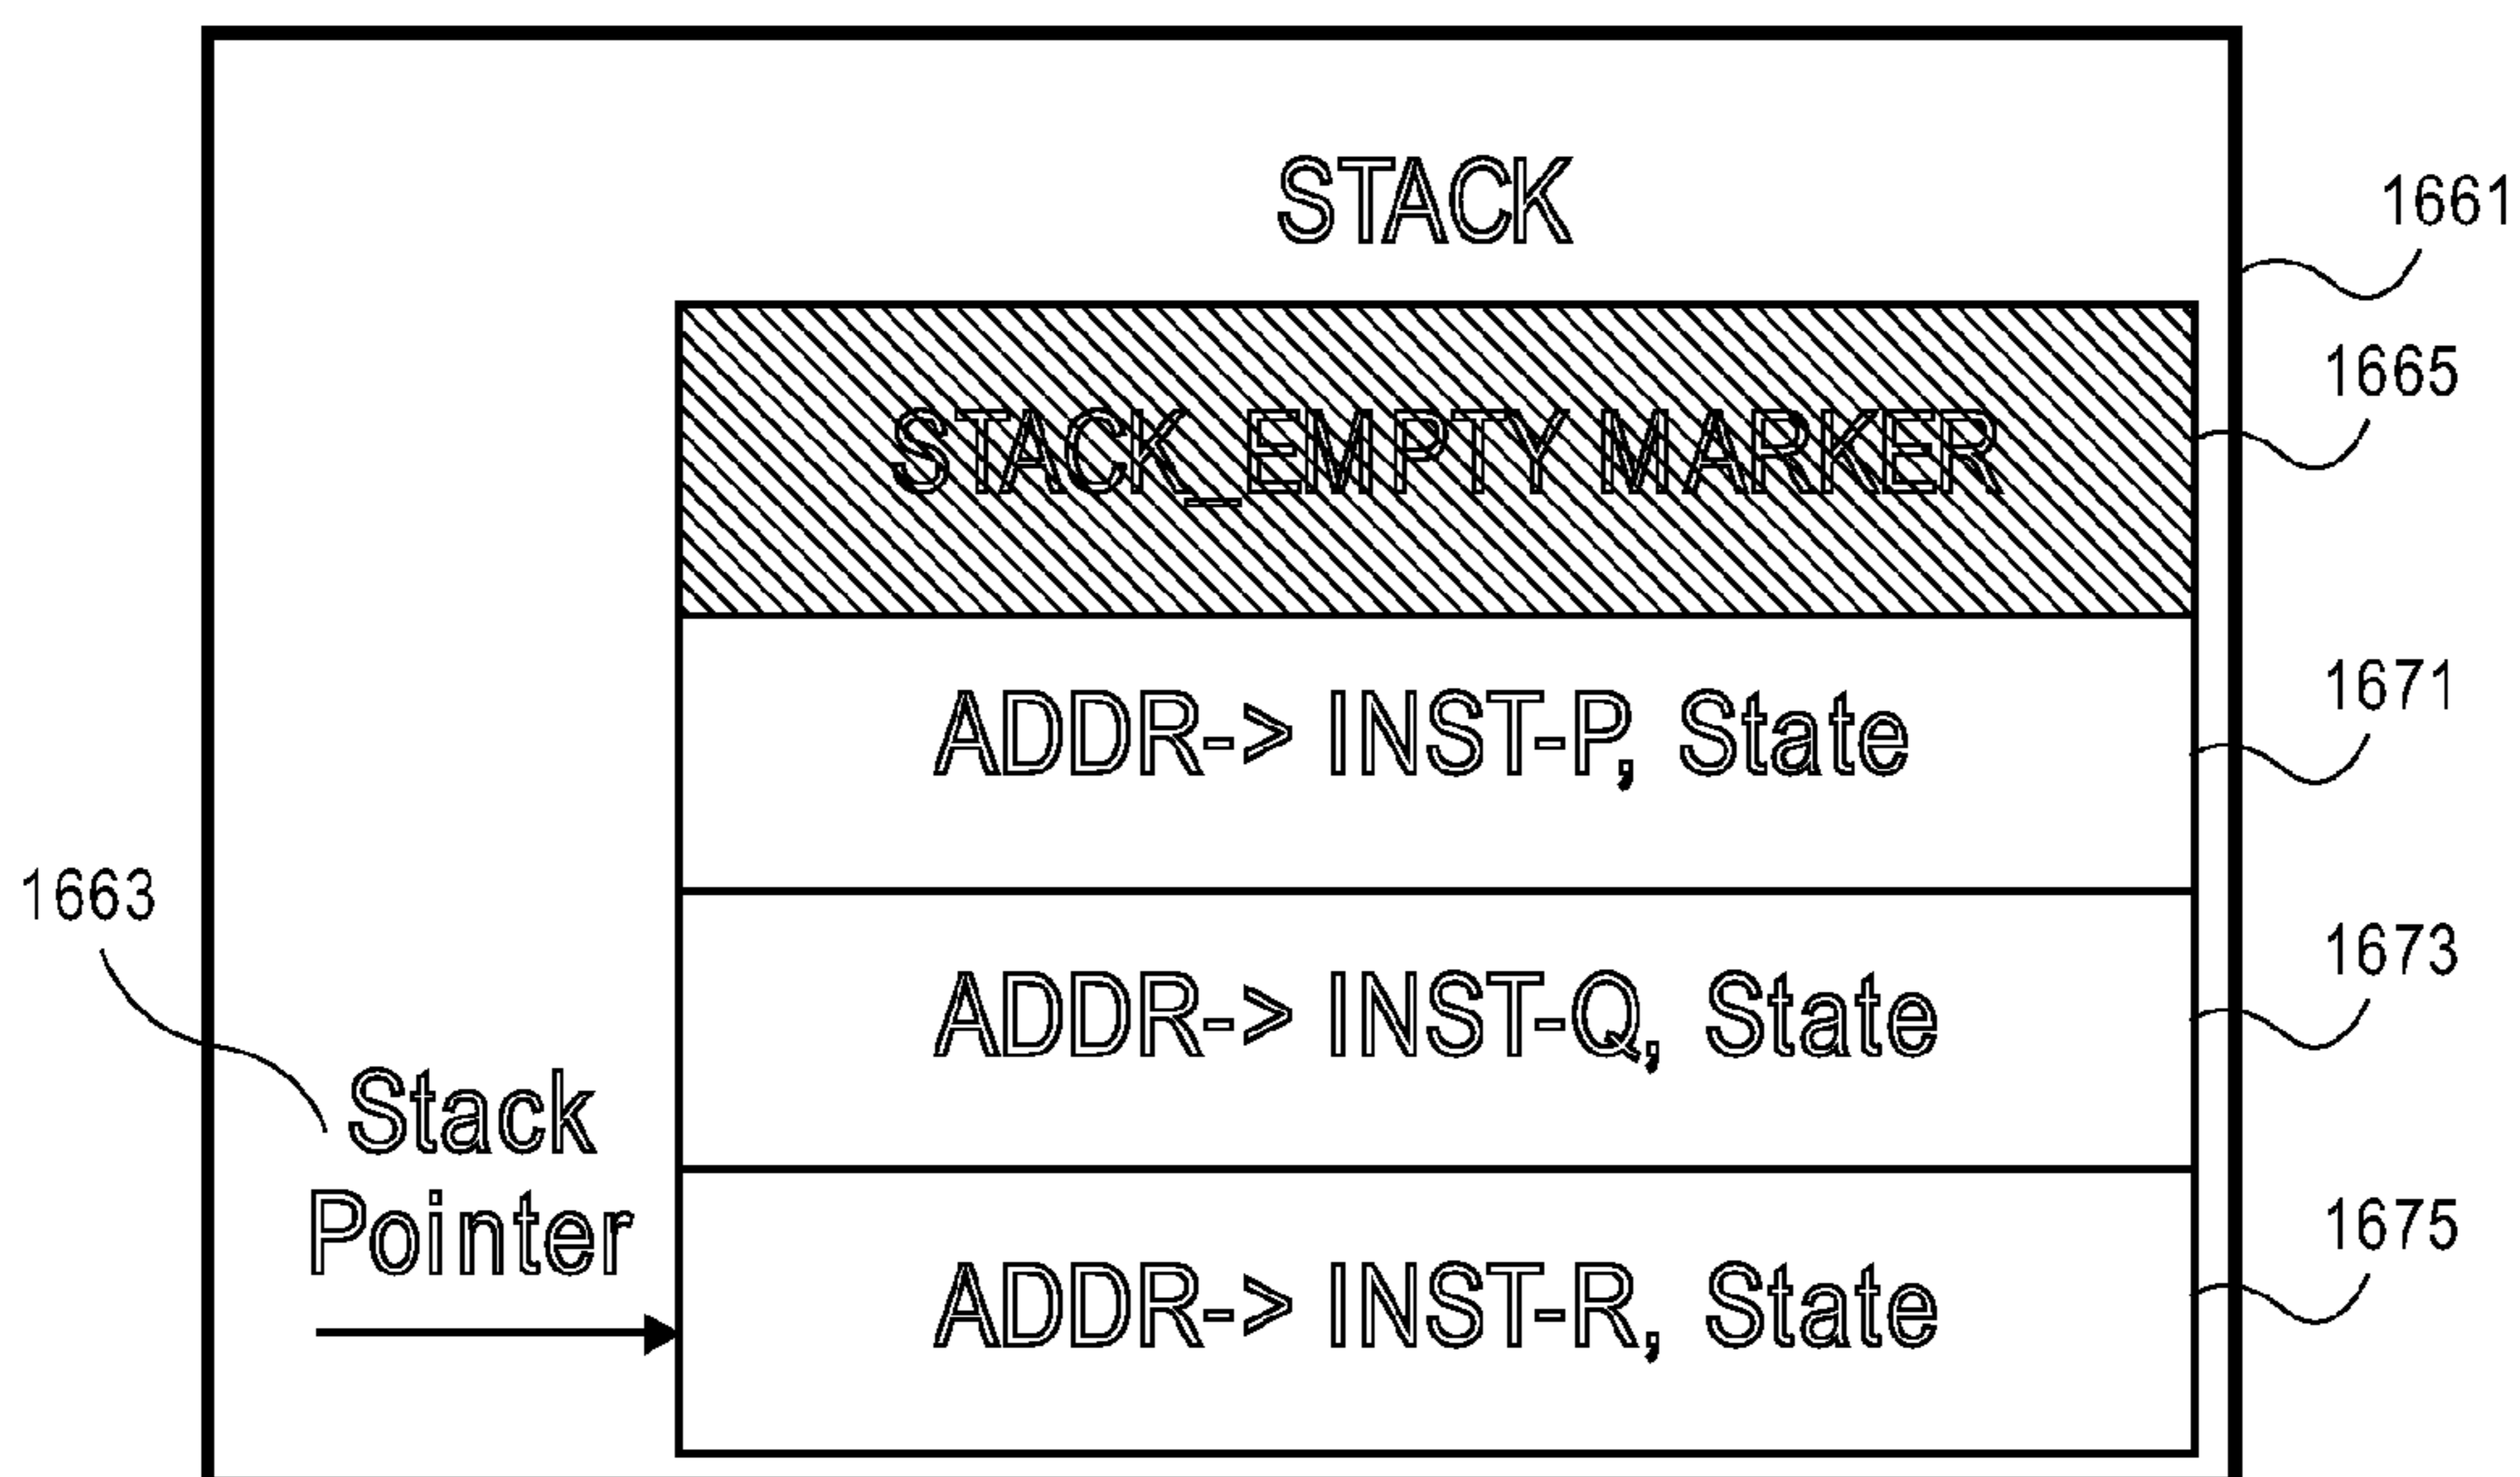 STACK
1661
STACK_EMPTY MARKER
1665
ADDR-> INST-P, State
1671
1663
ADDR-> INST-Q, State
1673
Stack
Pointer
ADDR-> INST-R, State
1675